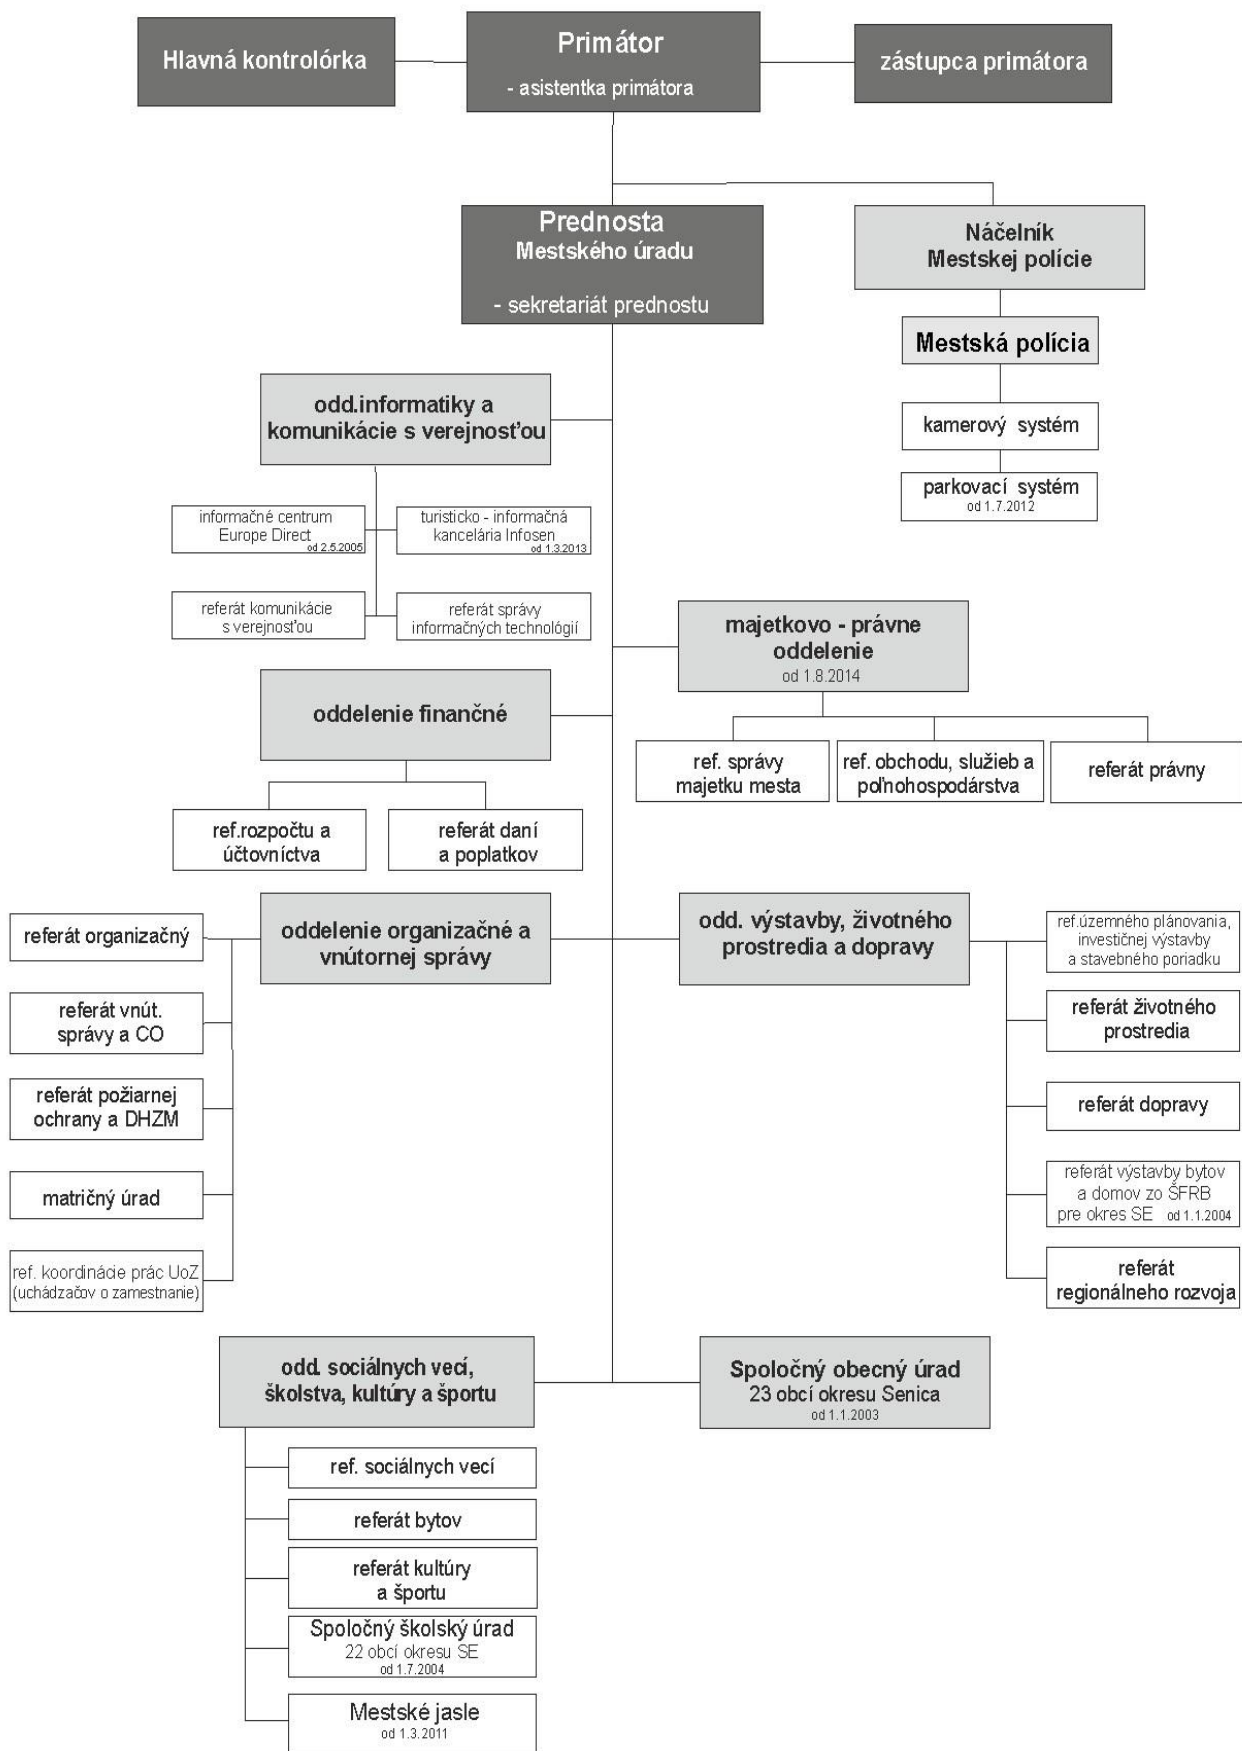 Hlavná kontrolórka
Primátor
- asistentka primátora
zástupca primátora
Prednosta
Mestského úradu
- sekretariát prednostu
Náčelník
Mestskej polície
Mestská polícia
kamerový systém
parkovací systém
od 1.7.2012
odd.informatiky a
komunikácie s verejnosťou
informačné centrum
Europe Direct
od 2.5.2005
turisticko - informačná
kancelária Infosen
od 1.3.2013
referát komunikácie
s verejnosťou
referát správy
informačných technológií
majetkovo - právne
oddelenie
od 1.8.2014
ref. správy
majetku mesta
ref. obchodu, služieb a
poľnohospodárstva
referát právny
oddelenie finančné
ref.rozpočtu a
účtovníctva
referát daní
a poplatkov
oddelenie organizačné a
vnútornej správy
referát organizačný
referát vnút.
správy a CO
referát požiarnej
ochrany a DHZM
matričný úrad
ref. koordinácie prác UoZ
(uchádzačov o zamestnanie)
odd. výstavby, životného
prostredia a dopravy
ref.územného plánovania,
investičnej výstavby
a stavebného poriadku
referát životného
prostredia
referát dopravy
referát výstavby bytov
a domov zo ŠFRB
pre okres SE od 1.1.2004
referát
regionálneho rozvoja
odd. sociálnych vecí,
školstva, kultúry a športu
ref. sociálnych vecí
referát bytov
referát kultúry
a športu
Spoločný školský úrad
22 obcí okresu SE
od 1.7.2004
Mestské jasle
od 1.3.2011
Spoločný obecný úrad
23 obcí okresu Senica
od 1.1.2003